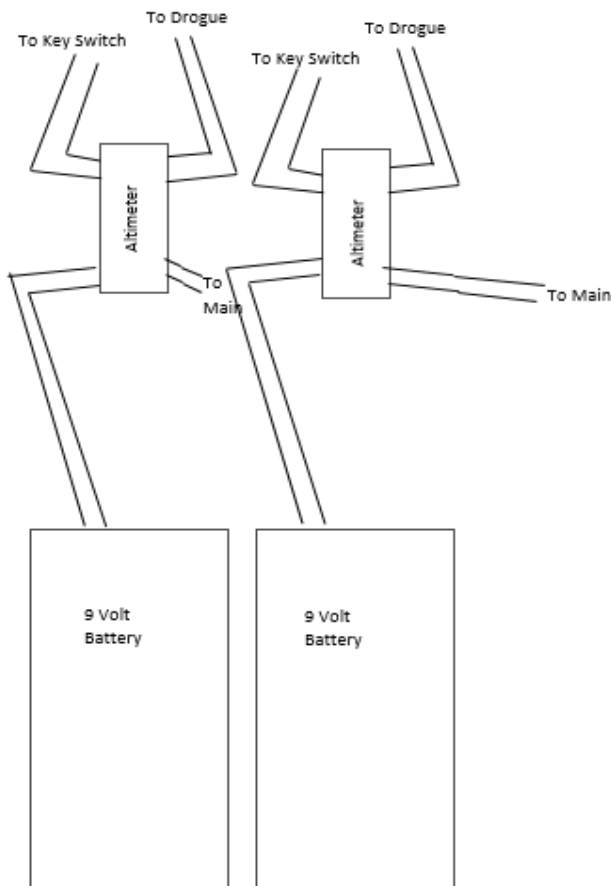 To Drogue
To Key Switch
To Drogue
To Key Switch
Altimeter
Altimeter
To
Main
To Main
9 Volt
Battery
9 Volt
Battery